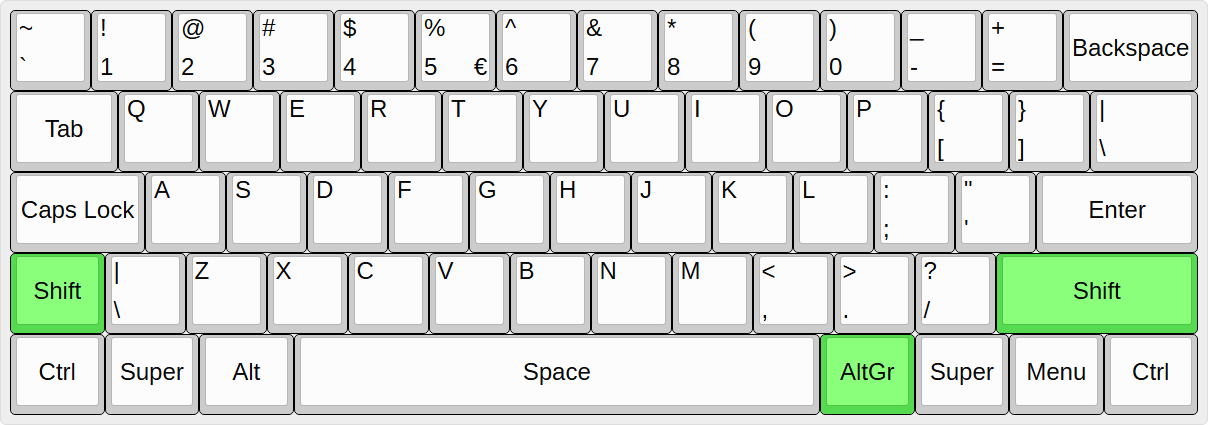 ~ ! @ # $ % ^ & * ( ) _ + Backspace
` 1 2 3 4 5 € 6 7 8 9 0 - =
Tab Q W E R T Y U I O P { } |
[ ] \
Caps Lock A S D F G H J K L : " Enter
; '
Shift | Z X C V B N M < > ? Shift
\ , . /
Ctrl Super Alt Space AltGr Super Menu Ctrl